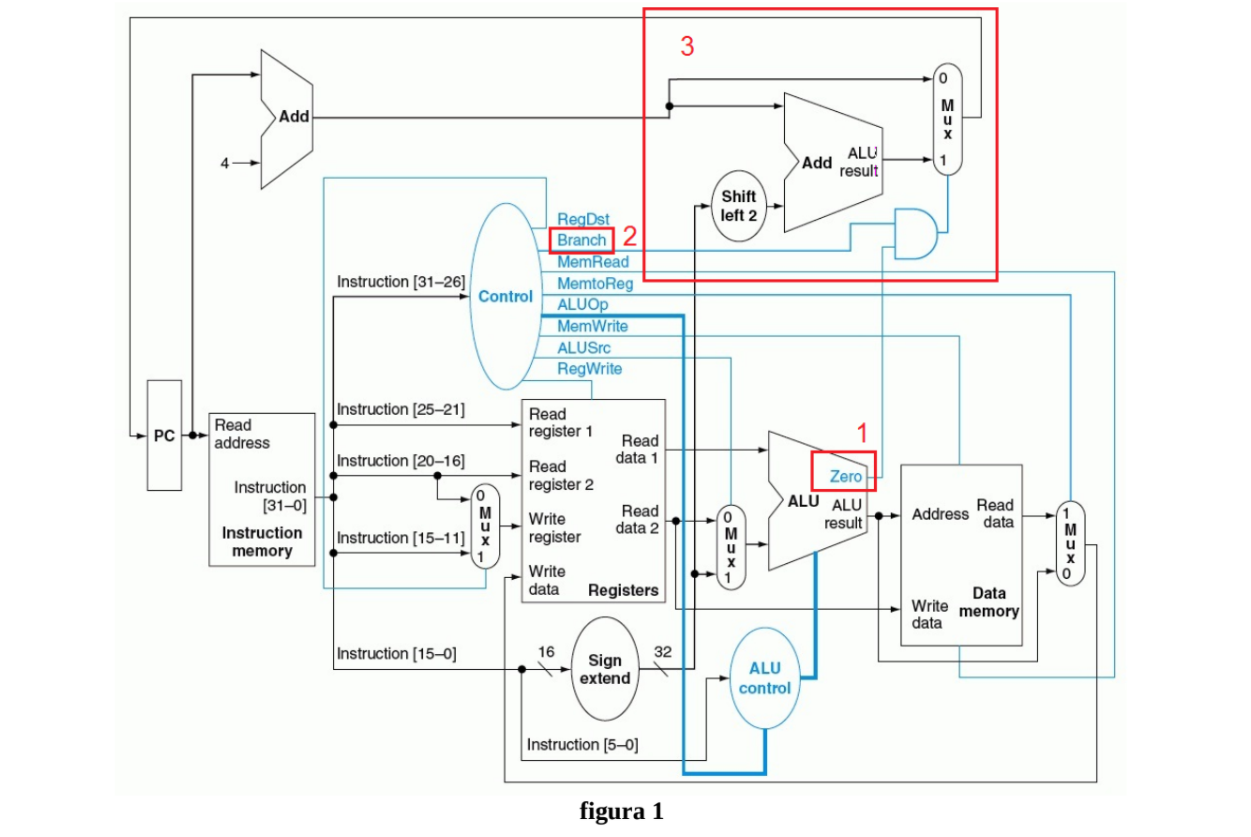 3
0
M
u
x
1
Add
4
Add
ALU
result
Shift
left 2
RegDst
Branch
2
MemRead
MemtoReg
ALUOp
MemWrite
ALUSrc
RegWrite
Instruction [31–26]
Control
PC
Read
address
Instruction
[31–0]
Instruction
memory
Instruction [25–21]
Instruction [20–16]
Instruction [15–11]
0
M
u
x
1
Read
register 1
Read
register 2
Write
register
Write
data
Read
data 1
Read
data 2
Registers
0
M
u
x
1
1
Zero
ALU
ALU
result
Address
Read
data
Write
data
Data
memory
1
M
u
x
0
Instruction [15–0]
16
Sign
extend
32
ALU
control
Instruction [5–0]
figura 1